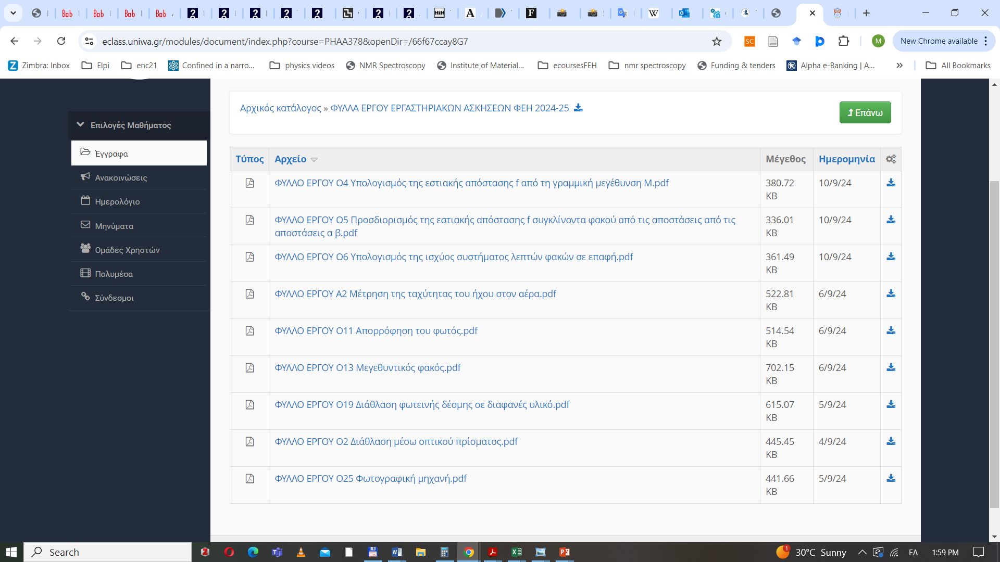 Bob
Bob
Bob
Bob
A
F
W
eclass.uniwa.gr/modules/document/index.php?course=PHAA378&openDir=/66f67ccay8G7
SC
M
New Chrome available
Zimbra: Inbox
Elpi
enc21
Confined in a narro...
physics videos
NMR Spectroscopy
Institute of Material...
ecoursesFEH
nmr spectroscopy
Funding & tenders
Alpha e-Banking | A...
All Bookmarks
Αρχικός κατάλογος » ΦΥΛΛΑ ΕΡΓΟΥ ΕΡΓΑΣΤΗΡΙΑΚΩΝ ΑΣΚΗΣΕΩΝ ΦΕΗ 2024-25
Επάνω
Επιλογές Μαθήματος
Έγγραφα
Ανακοινώσεις
Ημερολόγιο
Μηνύματα
Ομάδες Χρηστών
Πολυμέσα
Σύνδεσμοι
Τύπος Αρχείο Μέγεθος Ημερομηνία
ΦΥΛΛΟ ΕΡΓΟΥ Ο4 Υπολογισμός της εστιακής απόστασης f από τη γραμμική μεγέθυνση Μ.pdf 380.72 10/9/24
KB
ΦΥΛΛΟ ΕΡΓΟΥ Ο5 Προσδιορισμός της εστιακής απόστασης f συγκλίνοντα φακού από τις αποστάσεις από τις 336.01 10/9/24
αποστάσεις α β.pdf KB
ΦΥΛΛΟ ΕΡΓΟΥ Ο6 Υπολογισμός της ισχύος συστήματος λεπτών φακών σε επαφή.pdf 361.49 10/9/24
KB
ΦΥΛΛΟ ΕΡΓΟΥ Α2 Μέτρηση της ταχύτητας του ήχου στον αέρα.pdf 522.81 6/9/24
KB
ΦΥΛΛΟ ΕΡΓΟΥ Ο11 Απορρόφηση του φωτός.pdf 514.54 6/9/24
KB
ΦΥΛΛΟ ΕΡΓΟΥ Ο13 Μεγεθυντικός φακός.pdf 702.15 6/9/24
KB
ΦΥΛΛΟ ΕΡΓΟΥ Ο19 Διάθλαση φωτεινής δέσμης σε διαφανές υλικό.pdf 615.07 5/9/24
KB
ΦΥΛΛΟ ΕΡΓΟΥ Ο2 Διάθλαση μέσω οπτικού πρίσματος.pdf 445.45 4/9/24
KB
ΦΥΛΛΟ ΕΡΓΟΥ Ο25 Φωτογραφική μηχανή.pdf 441.66 5/9/24
KB
Search
1
30°C Sunny
ΕΛ
1:59 PM